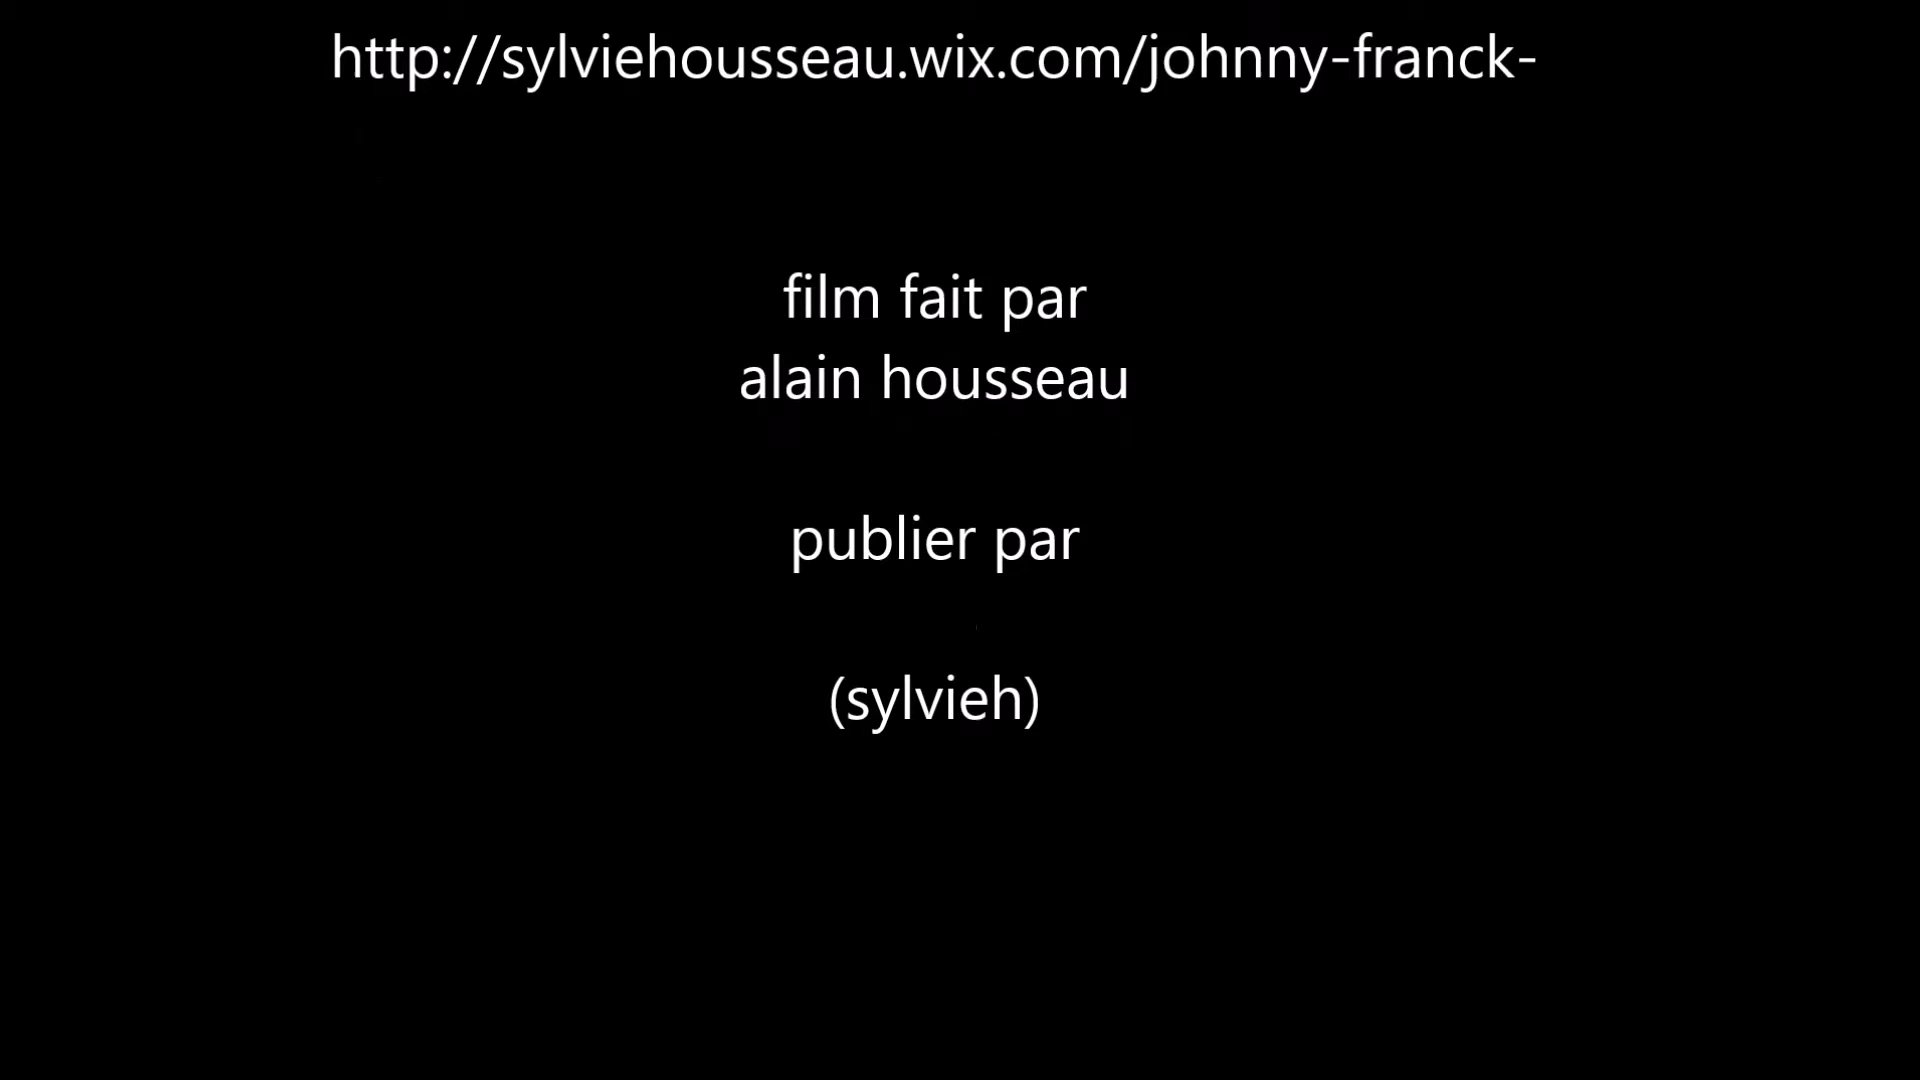 http://sylviehousseau.wix.com/johnny-franck-
film fait par
alain housseau
publier par
(sylvieh)